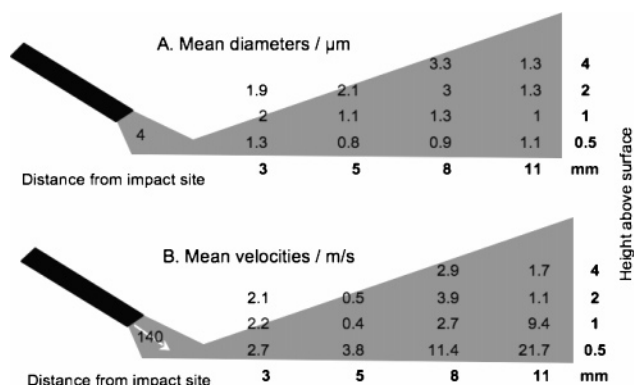 A. Mean diameters / µm
3.3 1.3 4
1.9 2.1 3 1.3 2
2 1.1 1.3 1 1
4
1.3 0.8 0.9 1.1 0.5
Distance from impact site 3 5 8 11 mm
B. Mean velocities / m/s
2.9 1.7 4
2.1 0.5 3.9 1.1 2
2.2 0.4 2.7 9.4 1
140
2.7 3.8 11.4 21.7 0.5
Distance from impact site 3 5 8 11 mm
Height above surface